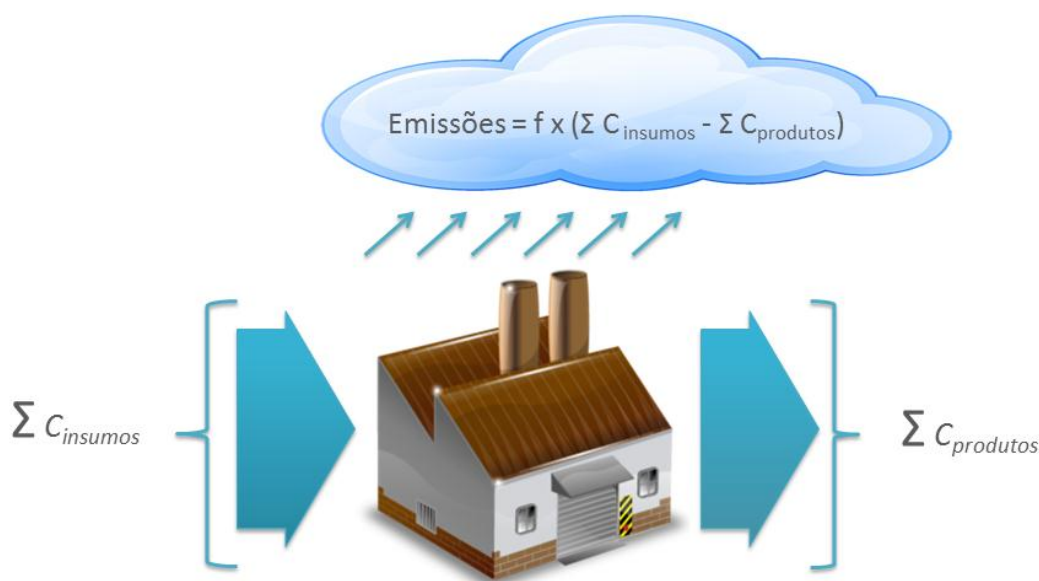 Emissões = f x (Σ C insumos - Σ C produtos)
Σ C insumos
Σ C produtos